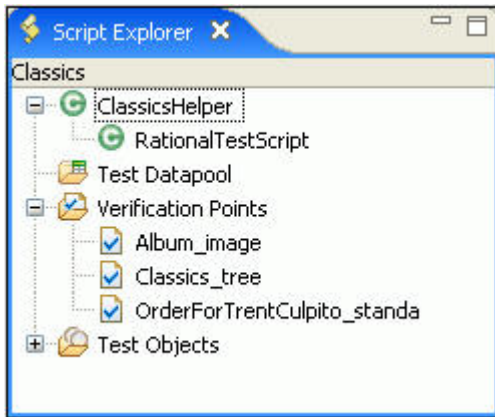 Script Explorer
Classics
ClassicsHelper
RationalTestScript
Test Datapool
Verification Points
Album_image
Classics_tree
OrderForTrentCulpito_standa
Test Objects